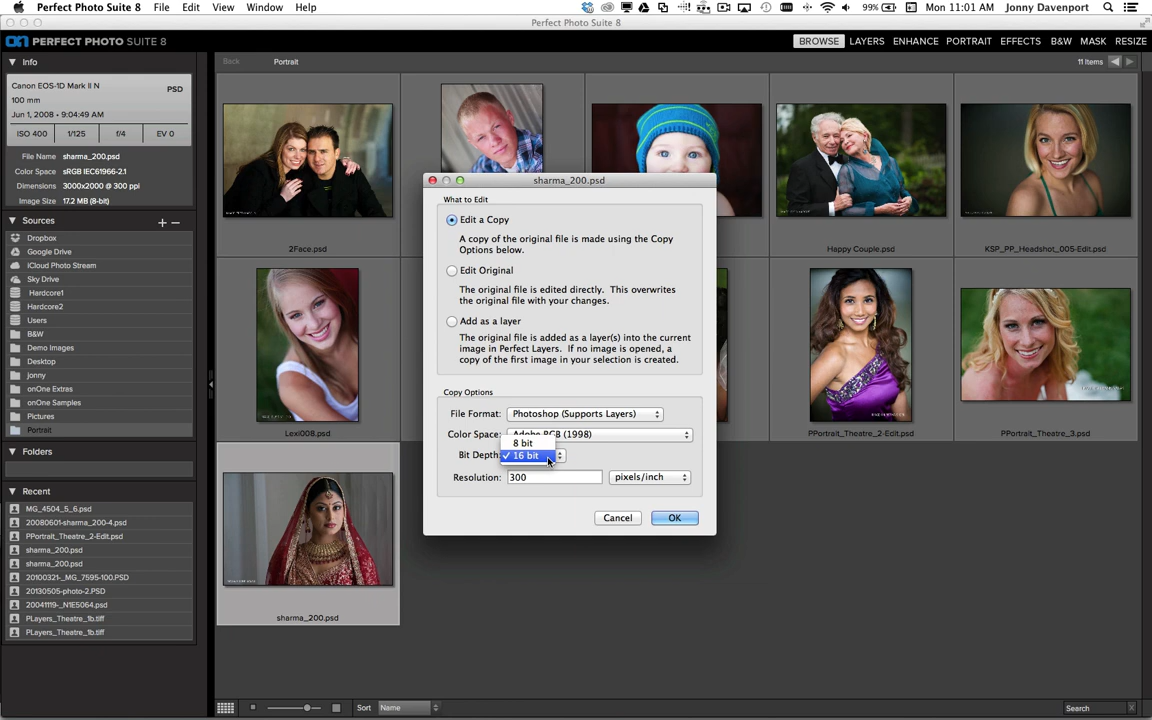 Perfect Photo Suite 8 File Edit View Window Help 99% Mon 11:01 AM Jonny Davenport
Perfect Photo Suite 8
on PERFECT PHOTO SUITE 8 BROWSE LAYERS ENHANCE PORTRAIT EFFECTS B&W MASK RESIZE
Info
Canon EOS-1D Mark II N PSD
100 mm
Jun 1, 2008 • 9:04:49 AM
ISO 400 1/125 f/4 EV 0
File Name sharma_200.psd
Color Space sRGB IEC61966-2.1
Dimensions 3000x2000 @ 300 ppi
Image Size 17.2 MB (8-bit)
Sources + −
Dropbox
Google Drive
iCloud Photo Stream
Sky Drive
Hardcore1
Hardcore2
Users
B&W
Demo Images
Desktop
jonny
onOne Extras
onOne Samples
Pictures
Portrait
Folders
Recent
MG_4504_5_6.psd
20080601-sharma_200-4.psd
PPortrait_Theatre_2-Edit.psd
sharma_200.psd
sharma_200.psd
20100321-_MG_7595-100.PSD
20130505-photo-2.PSD
20041119-_N1E5064.psd
PLayers_Theatre_1b.tiff
PLayers_Theatre_1b.tiff
Back Portrait 11 Items
2Face.psd
Happy Couple.psd
KSP_PP_Headshot_005-Edit.psd
Lexi008.psd
PPortrait_Theatre_2-Edit.psd
PPortrait_Theatre_3.psd
sharma_200.psd
sharma_200.psd
What to Edit
Edit a Copy
A copy of the original file is made using the Copy
Options below.
Edit Original
The original file is edited directly. This overwrites
the original file with your changes.
Add as a layer
The original file is added as a layer(s) into the current
image in Perfect Layers. If no image is opened, a
copy of the first image in your selection is created.
Copy Options
File Format: Photoshop (Supports Layers)
Color Space: Adobe RGB (1998)
8 bit
Bit Depth: ✓ 16 bit
Resolution: 300 pixels/inch
Cancel OK
Sort Name Search